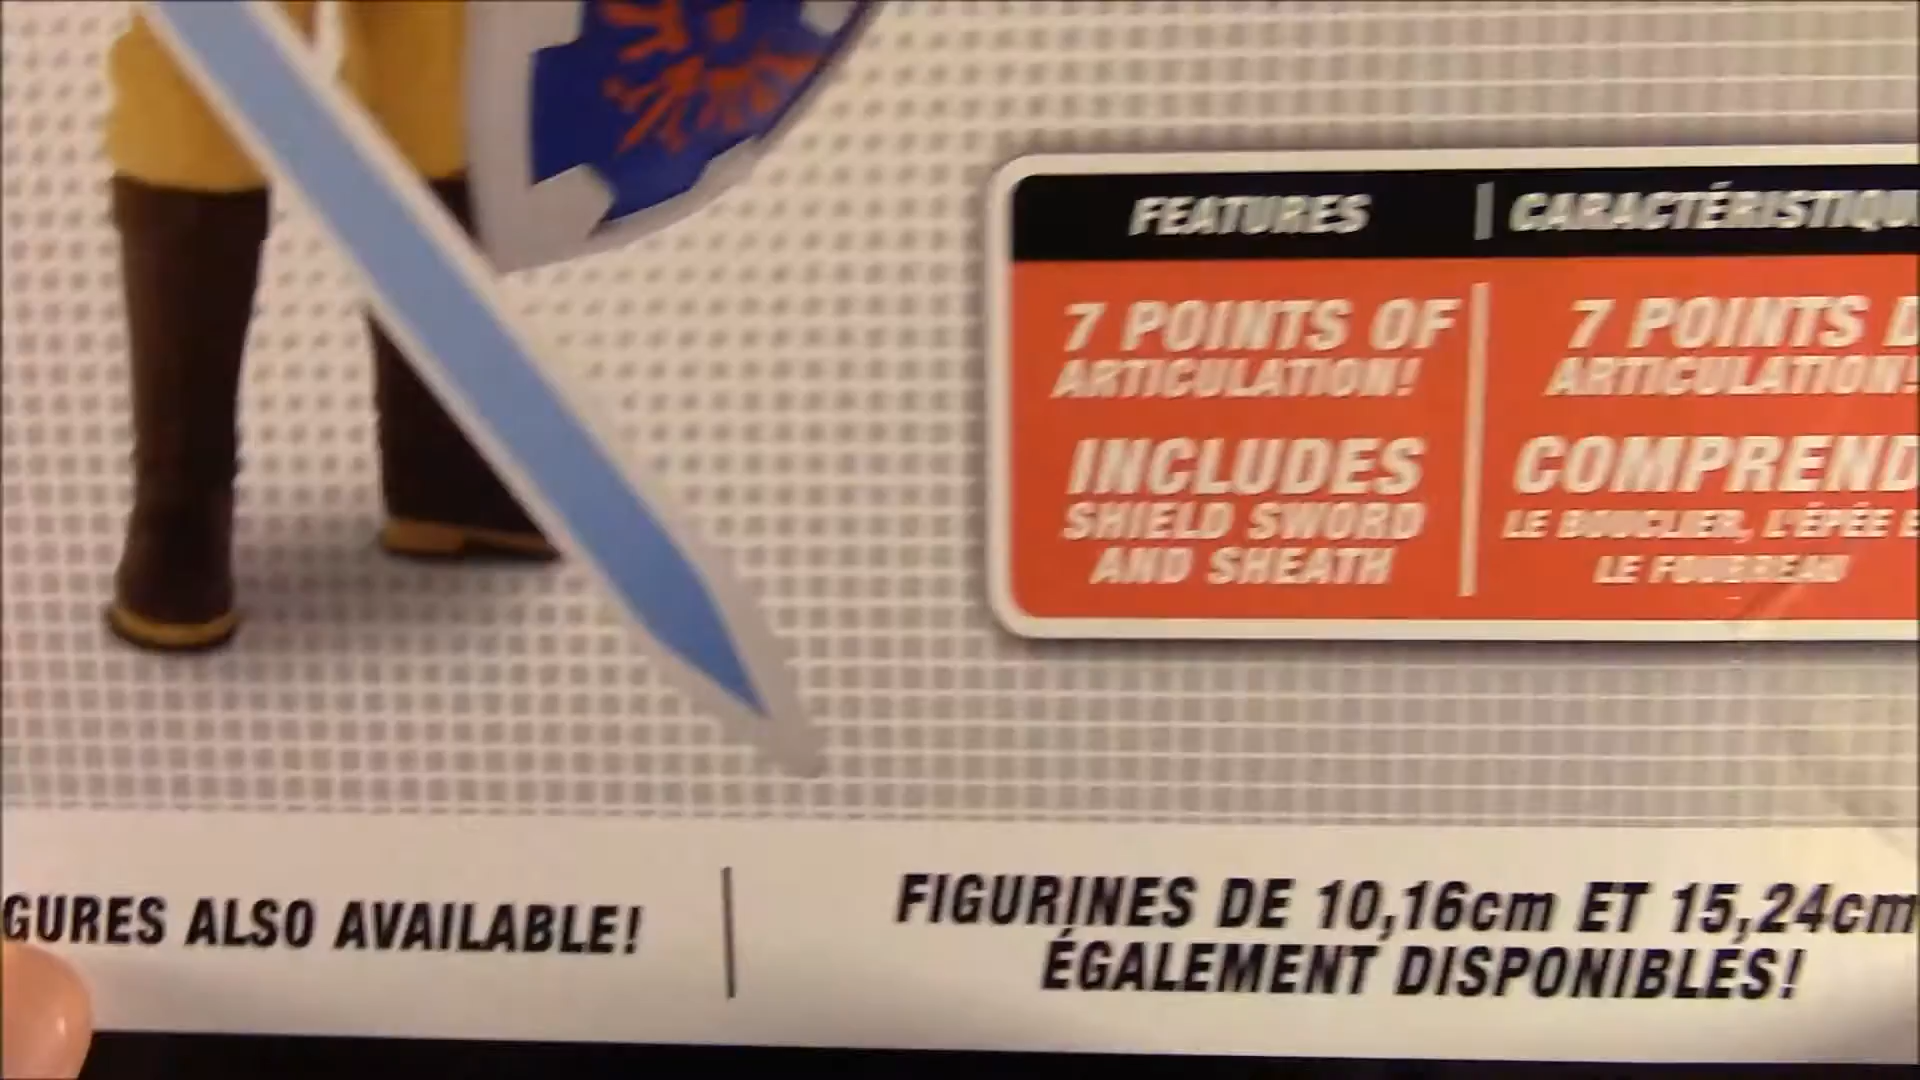 FEATURES | CARACTÉRISTIQU
7 POINTS OF
ARTICULATION!
INCLUDES
SHIELD SWORD
AND SHEATH
7 POINTS D
ARTICULATION!
COMPREND
LE BOUCLIER, L'ÉPÉE E
LE FOURREAU
GURES ALSO AVAILABLE!
FIGURINES DE 10,16cm ET 15,24cm
ÉGALEMENT DISPONIBLES!